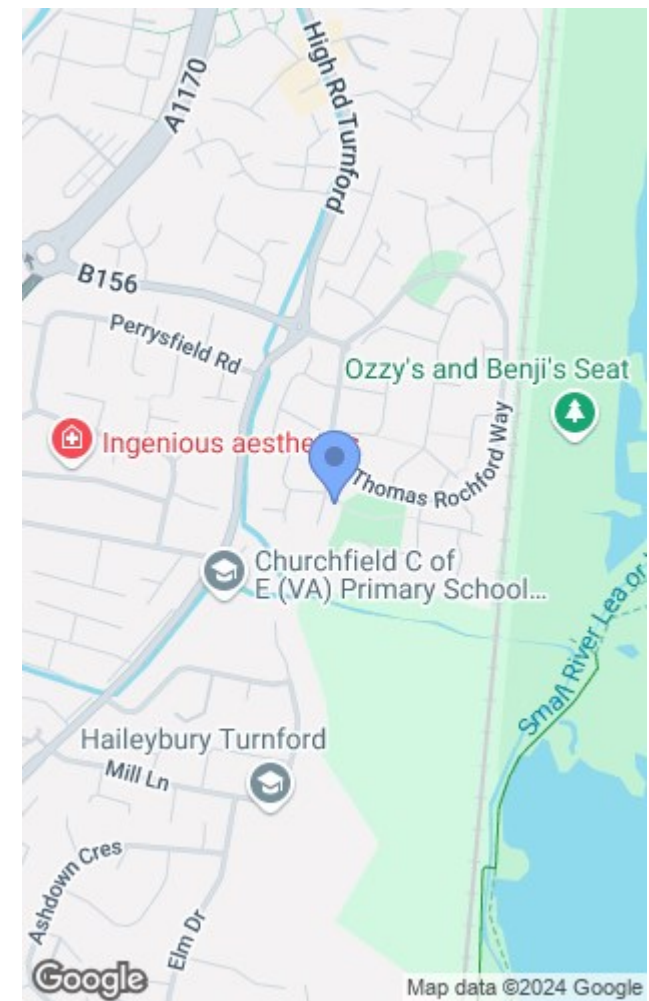 High Rd Turnford
A1170
B156
Perrysfield Rd
Ozzy's and Benji's Seat
Ingenious aesthe
Thomas Rochford Way
Churchfield C of
E (VA) Primary School...
Small River Lea or
Haileybury Turnford
Mill Ln
Ashdown Cres
Elm Dr
Google
Map data ©2024 Google